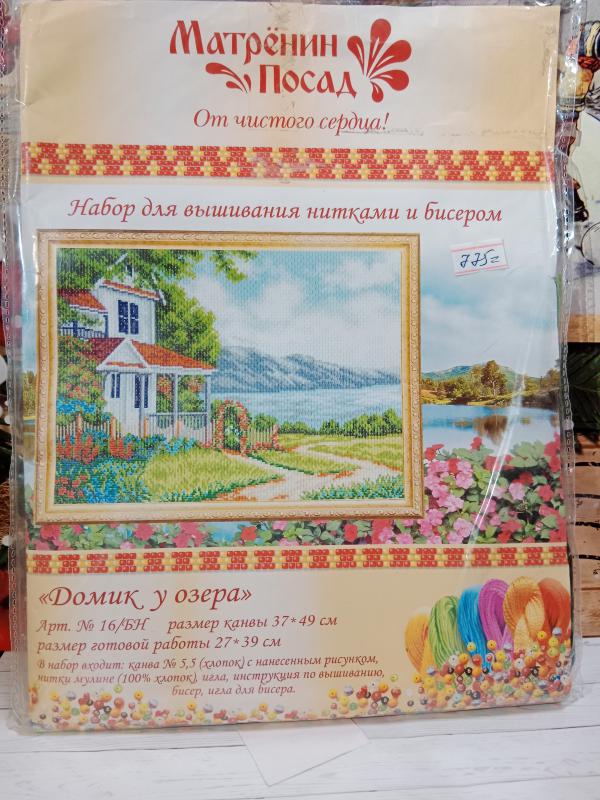 Матрёнин
Посад
От чистого сердца!
Набор для вышивания нитками и бисером
775=
«Домик у озера»
Арт. № 16/БН размер канвы 37*49 см
размер готовой работы 27*39 см
В набор входит: канва № 5,5 (хлопок) с нанесенным рисунком,
нитки мулине (100% хлопок), игла, инструкция по вышиванию,
бисер, игла для бисера.